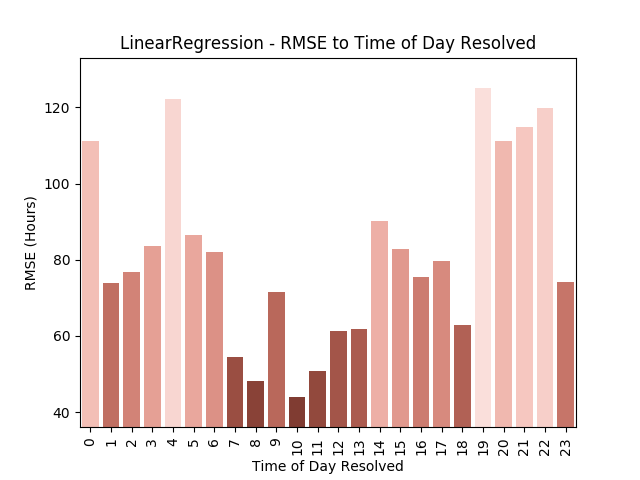 LinearRegression - RMSE to Time of Day Resolved
120
100
80
60
40
RMSE (Hours)
0 1 2 3 4 5 6 7 8 9 10 11 12 13 14 15 16 17 18 19 20 21 22 23
Time of Day Resolved